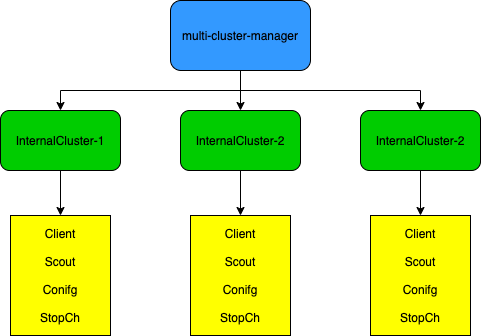 multi-cluster-manager
InternalCluster-1
InternalCluster-2
InternalCluster-2
Client
Scout
Conifg
StopCh
Client
Scout
Conifg
StopCh
Client
Scout
Conifg
StopCh